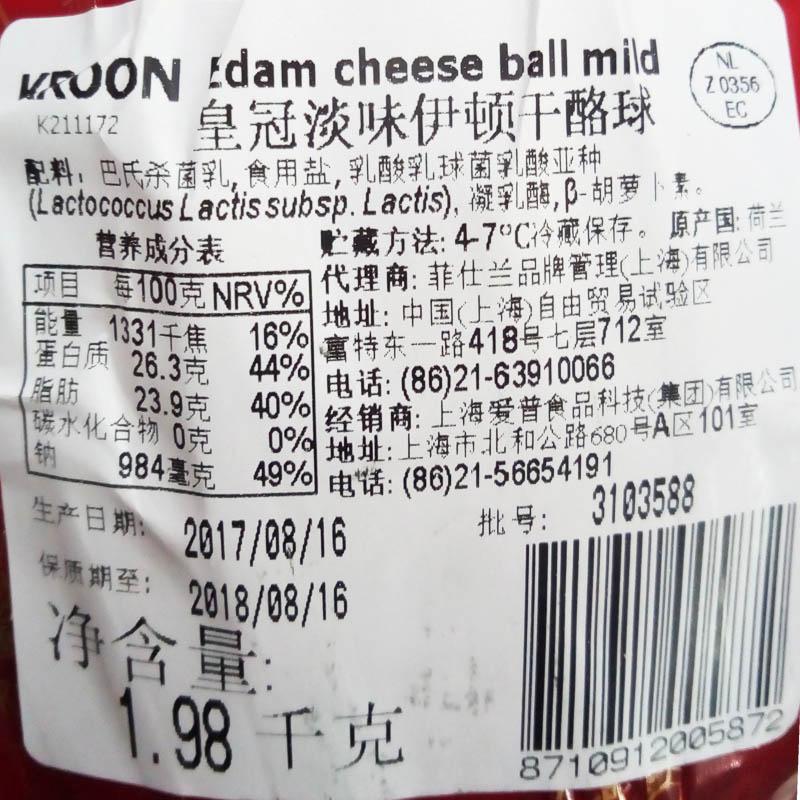 KROON Edam cheese ball mild
NL
Z 0356
EC
K211172
皇冠淡味伊顿干酪球
配料: 巴氏杀菌乳, 食用盐, 乳酸乳球菌乳酸亚种
(Lactococcus Lactis subsp. Lactis), 凝乳酶, β-胡萝卜素。
营养成分表
项目 每100克 NRV%
能量 1331千焦 16%
蛋白质 26.3克 44%
脂肪 23.9克 40%
碳水化合物 0克 0%
钠 984毫克 49%
贮藏方法: 4-7°C冷藏保存。 原产国: 荷兰
代理商: 菲仕兰品牌管理(上海)有限公司
地址: 中国(上海)自由贸易试验区
富特东一路418号七层712室
电话: (86)21-63910066
经销商: 上海爱普食品科技(集团)有限公司
地址: 上海市北和公路680号A区101室
电话: (86)21-56654191
生产日期: 2017/08/16
批号: 3103588
保质期至: 2018/08/16
净含量:
1.98 千克
8710912005872